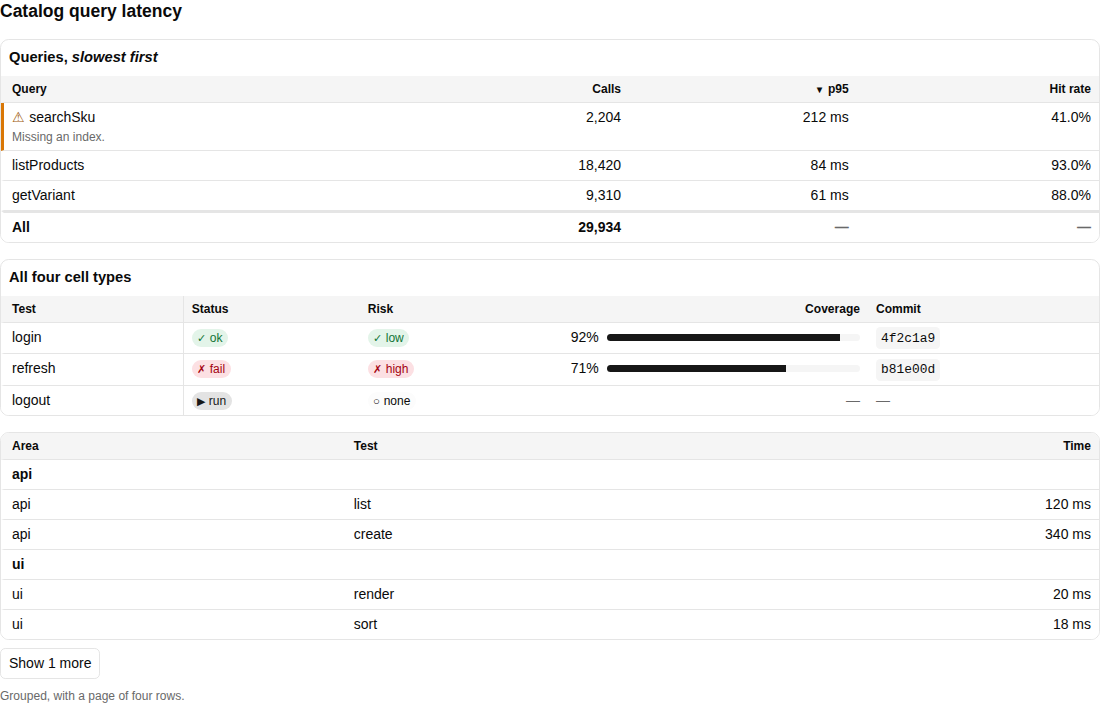 Catalog query latency
Queries, slowest first
Query Calls ▼ p95 Hit rate
⚠ searchSku 2,204 212 ms 41.0%
Missing an index.
listProducts 18,420 84 ms 93.0%
getVariant 9,310 61 ms 88.0%
All 29,934 — —
All four cell types
Test Status Risk Coverage Commit
login ✓ ok ✓ low 92% 4f2c1a9
refresh ✗ fail ✗ high 71% b81e00d
logout ▶ run ○ none — —
Area Test Time
api
api list 120 ms
api create 340 ms
ui
ui render 20 ms
ui sort 18 ms
Show 1 more
Grouped, with a page of four rows.